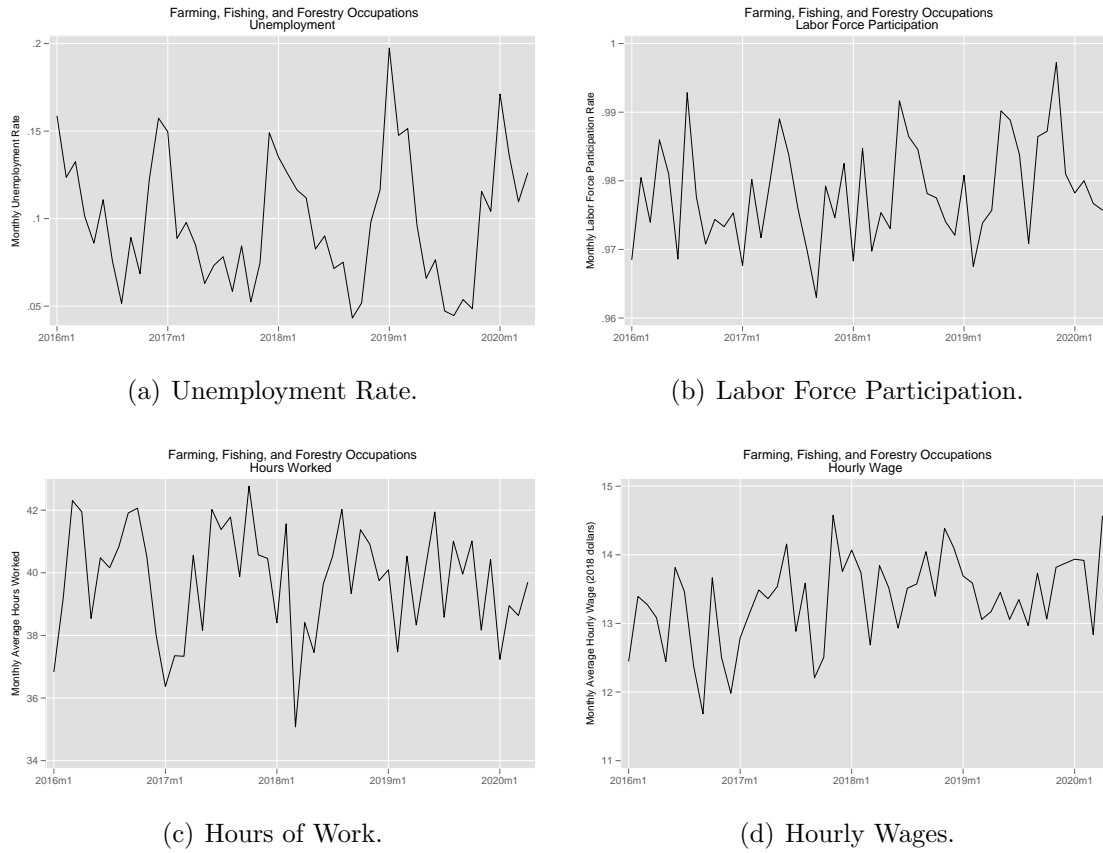 Farming, Fishing, and Forestry Occupations
Unemployment
Monthly Unemployment Rate
.2
.15
.1
.05
2016m1 2017m1 2018m1 2019m1 2020m1
(a) Unemployment Rate.
Farming, Fishing, and Forestry Occupations
Labor Force Participation
Monthly Labor Force Participation Rate
1
.99
.98
.97
.96
2016m1 2017m1 2018m1 2019m1 2020m1
(b) Labor Force Participation.
Farming, Fishing, and Forestry Occupations
Hours Worked
Monthly Average Hours Worked
42
40
38
36
34
2016m1 2017m1 2018m1 2019m1 2020m1
(c) Hours of Work.
Farming, Fishing, and Forestry Occupations
Hourly Wage
Monthly Average Hourly Wage (2018 dollars)
15
14
13
12
11
2016m1 2017m1 2018m1 2019m1 2020m1
(d) Hourly Wages.